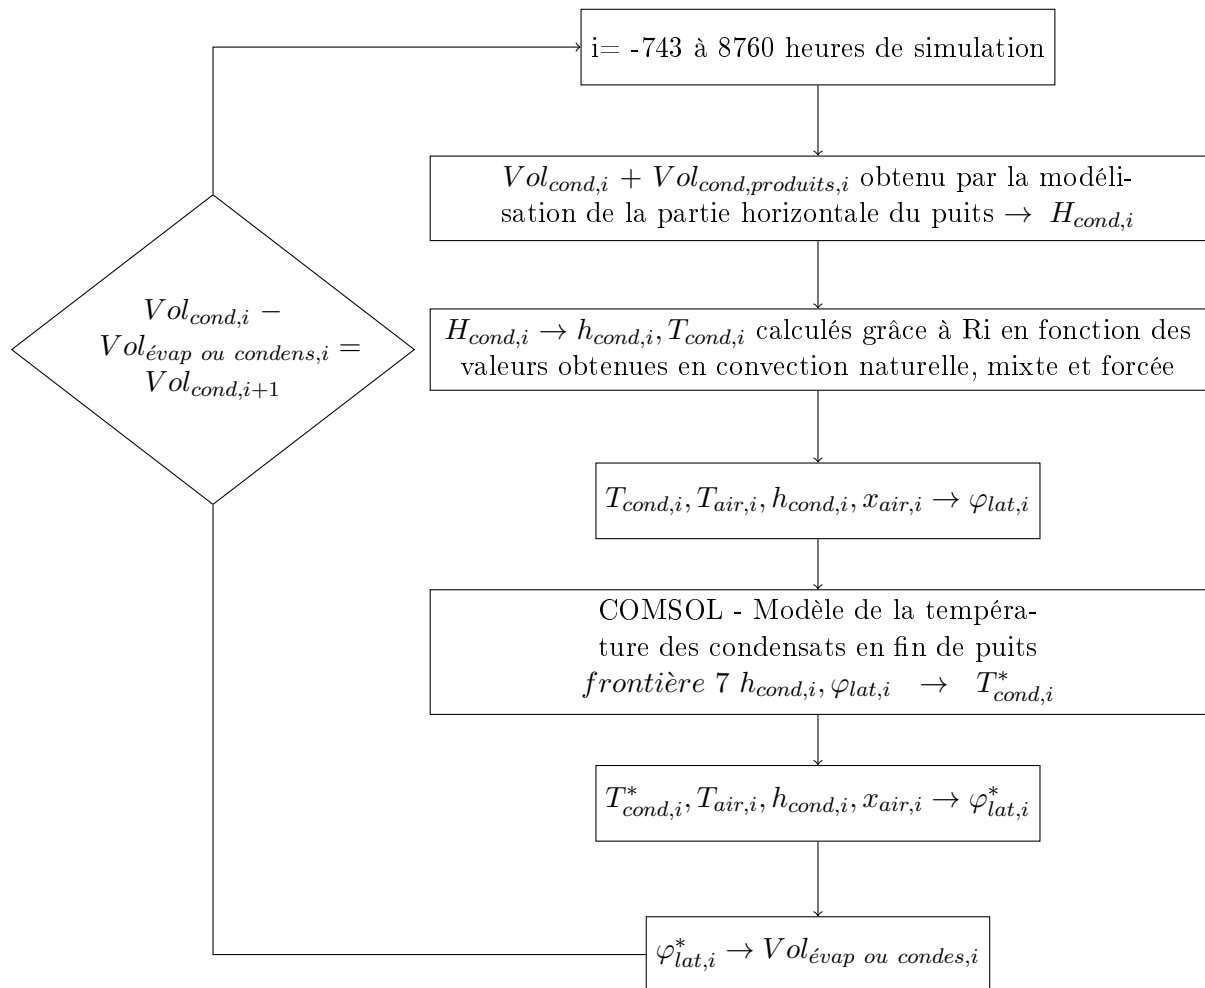 i= -743 à 8760 heures de simulation
Vol_{cond,i} + Vol_{cond,produits,i} obtenu par la modéli-
sation de la partie horizontale du puits → H_{cond,i}
H_{cond,i} → h_{cond,i}, T_{cond,i} calculés grâce à Ri en fonction des
valeurs obtenues en convection naturelle, mixte et forcée
T_{cond,i}, T_{air,i}, h_{cond,i}, x_{air,i} → φ_{lat,i}
COMSOL - Modèle de la tempéra-
ture des condensats en fin de puits
frontière 7 h_{cond,i}, φ_{lat,i} → T^*_{cond,i}
T^*_{cond,i}, T_{air,i}, h_{cond,i}, x_{air,i} → φ^*_{lat,i}
φ^*_{lat,i} → Vol_{évap ou condes,i}
Vol_{cond,i} −
Vol_{évap ou condens,i} =
Vol_{cond,i+1}